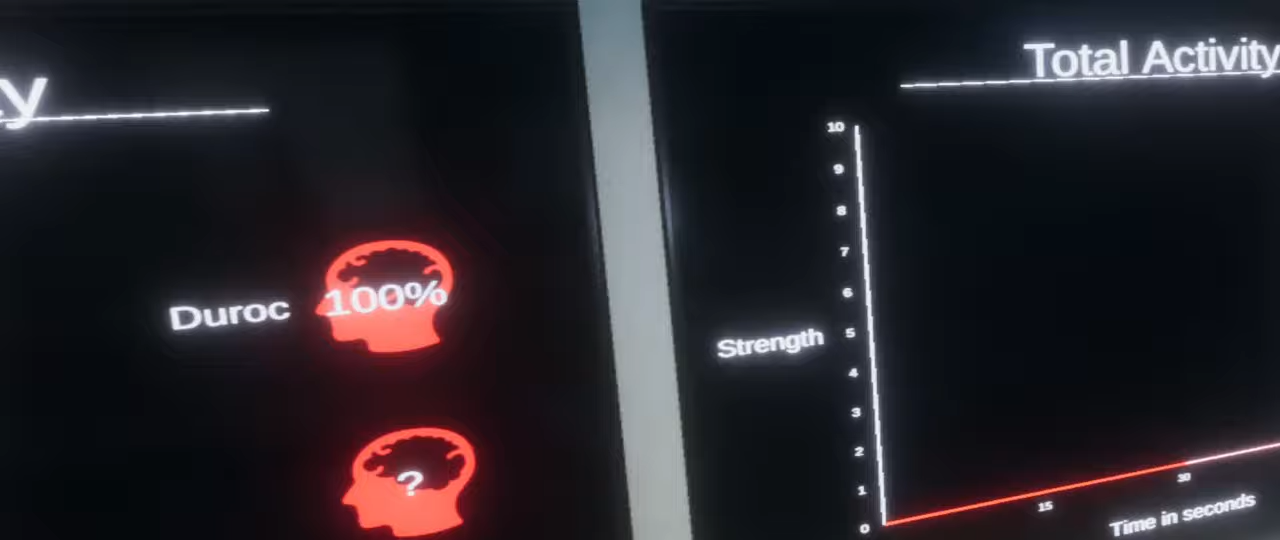 y
Duroc 100%
?
Total Activity
10
9
8
7
6
Strength 5
4
3
2
1
0
15
30
Time in seconds